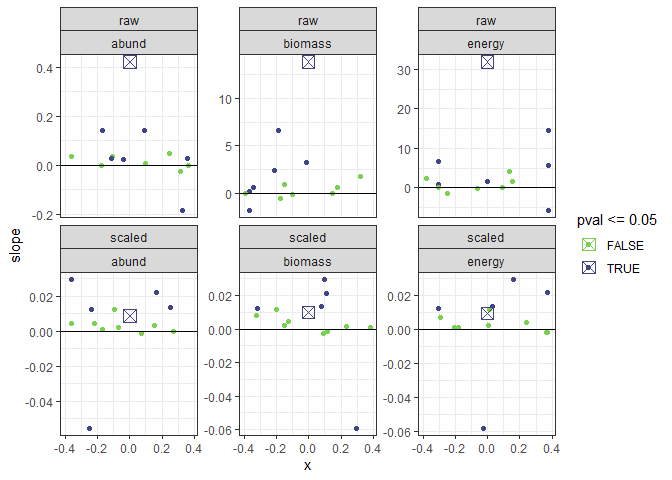 raw raw raw
abund biomass energy
0.4
0.2
0.0
-0.2
10
5
0
30
20
10
0
slope
scaled scaled scaled
abund biomass energy
0.02
0.00
-0.02
-0.04
0.02
0.00
-0.02
-0.04
-0.06
0.02
0.00
-0.02
-0.04
-0.06
-0.4 -0.2 0.0 0.2 0.4 -0.4 -0.2 0.0 0.2 0.4 -0.4 -0.2 0.0 0.2 0.4
x
pval <= 0.05
FALSE
TRUE